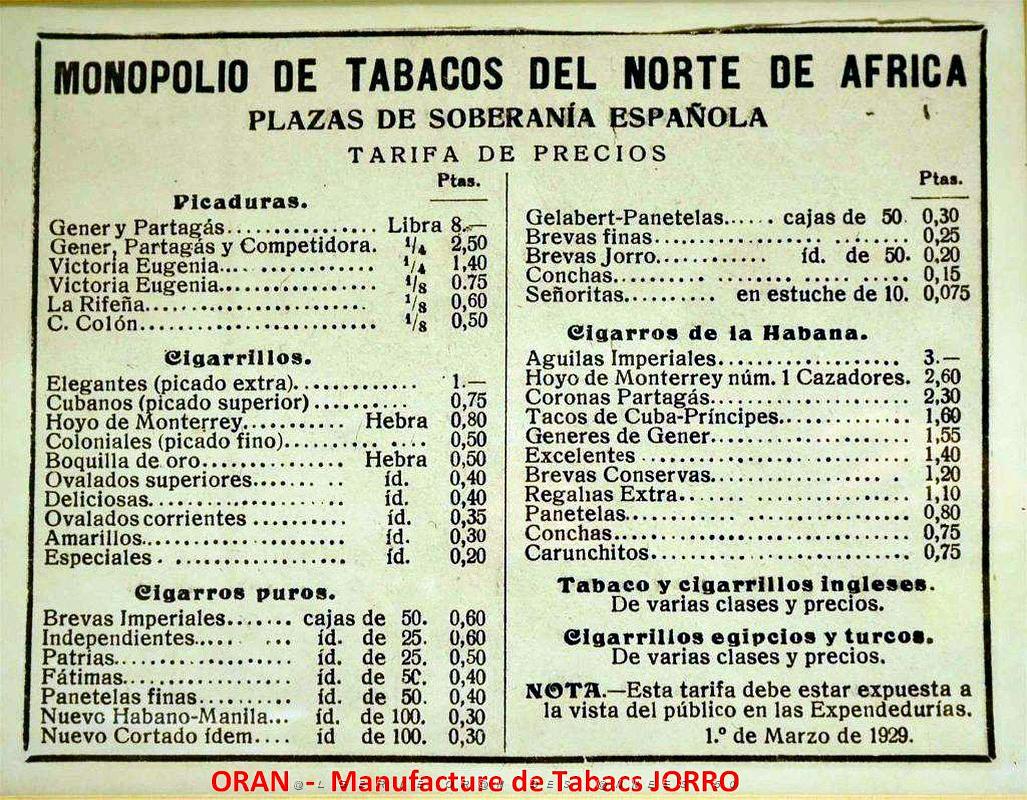 MONOPOLIO DE TABACOS DEL NORTE DE AFRICA
PLAZAS DE SOBERANÍA ESPAÑOLA
TARIFA DE PRECIOS
Ptas.
Picaduras.
Gener y Partagás................ Libra 8.—
Gener, Partagás y Competidora. 1/4 2,50
Victoria Eugenia... ............ 1/4 1,40
Victoria Eugenia................. 1/8 0.75
La Rifeña........................ 1/8 0,60
C. Colón......................... 1/8 0,50
Cigarrillos.
Elegantes (picado extra)............. 1.—
Cubanos (picado superior).......... 0,75
Hoyo de Monterrey........... Hebra 0,80
Coloniales (picado fino)............. 0,50
Boquilla de oro............... Hebra 0,50
Ovalados superiores....... .. íd. 0,40
Deliciosas..................... íd. 0,40
Ovalados corrientes .......... íd. 0,35
Amarillos...................... íd. 0,30
Especiales . ................. íd. 0,20
Cigarros puros.
Brevas Imperiales....... cajas de 50. 0,60
Independientes..... ... íd. de 25. 0,60
Patrias.................. íd. de 25. 0,50
Fátimas.................. íd. de 50. 0,40
Panetelas finas.......... íd. de 50. 0,40
Nuevo Habano-Manila... íd. de 100. 0,30
Nuevo Cortado ídem.... íd de 100. 0,30
Ptas.
Gelabert-Panetelas...... cajas de 50. 0,30
Brevas finas...................... ........ 0,25
Brevas Jorro........... íd. de 50. 0,20
Conchas........ ......... ............. 0,15
Señoritas......... en estuche de 10. 0,075
Cigarros de la Habana.
Aguilas Imperiales................... 3.—
Hoyo de Monterrey núm. 1 Cazadores. 2,60
Coronas Partagás.................... 2,30
Tacos de Cuba-Príncipes............. 1,60
Generes de Gener.................... 1,55
Excelentes ........................... 1,40
Brevas Conservas.................. . 1,20
Regalias Extra....... ................ 1,10
Panetelas............................. 0,80
Conchas............................... 0,75
Carunchitos........................... 0,75
Tabaco y cigarrillos ingleses.
De varias clases y precios.
Cigarrillos egipcios y turcos.
De varias clases y precios.
NOTA.—Esta tarifa debe estar expuesta a
la vista del público en las Expendedurías.
1.º de Marzo de 1929.
ORAN - Manufacture de Tabacs JORRO